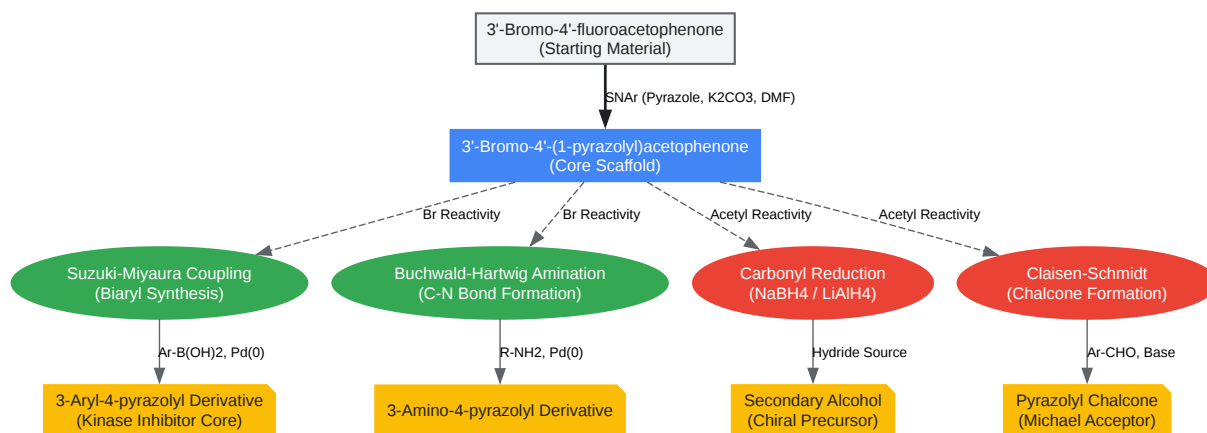 3'-Bromo-4'-fluoroacetophenone
(Starting Material)
SNAr (Pyrazole, K2CO3, DMF)
3'-Bromo-4'-(1-pyrazolyl)acetophenone
(Core Scaffold)
Br Reactivity
Br Reactivity
Acetyl Reactivity
Acetyl Reactivity
Suzuki-Miyaura Coupling
(Biaryl Synthesis)
Buchwald-Hartwig Amination
(C-N Bond Formation)
Carbonyl Reduction
(NaBH4 / LiAlH4)
Claisen-Schmidt
(Chalcone Formation)
Ar-B(OH)2, Pd(0)
R-NH2, Pd(0)
Hydride Source
Ar-CHO, Base
3-Aryl-4-pyrazolyl Derivative
(Kinase Inhibitor Core)
3-Amino-4-pyrazolyl Derivative
Secondary Alcohol
(Chiral Precursor)
Pyrazolyl Chalcone
(Michael Acceptor)